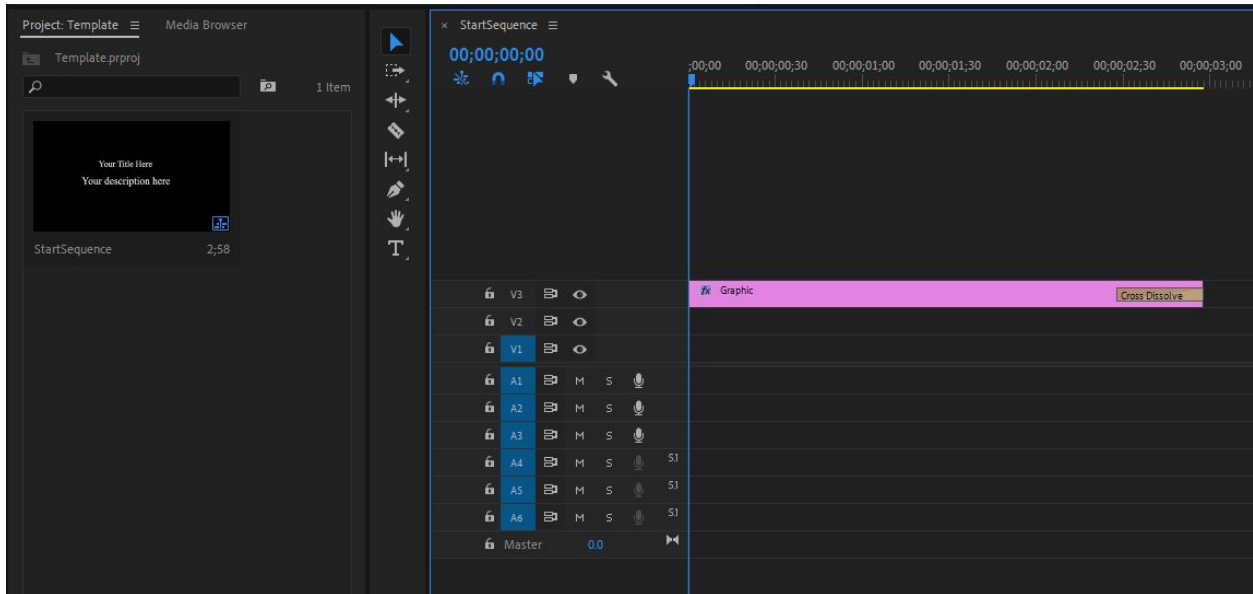 Project: Template
Media Browser
Template.prproj
1 Item
Your Title Here
Your description here
StartSequence
2;58
T
× StartSequence
00;00;00;00
;00;00
00;00;00;30
00;00;01;00
00;00;01;30
00;00;02;00
00;00;02;30
00;00;03;00
V3
fx Graphic
Cross Dissolve
V2
V1
A1 M S
A2 M S
A3 M S
A4 M S 5.1
A5 M S 5.1
A6 M S 5.1
Master 0.0